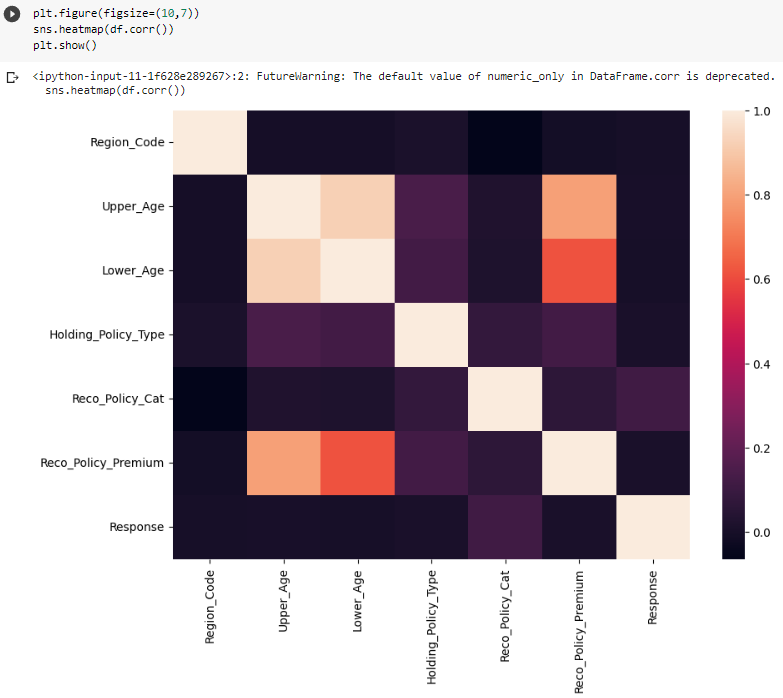 plt.figure(figsize=(10,7))
sns.heatmap(df.corr())
plt.show()
<ipython-input-11-1f628e289267>:2: FutureWarning: The default value of numeric_only in DataFrame.corr is deprecated.
sns.heatmap(df.corr())
1.0
Region_Code
Upper_Age
0.8
Lower_Age
0.6
Holding_Policy_Type
0.4
Reco_Policy_Cat
Reco_Policy_Premium
0.2
Response
0.0
Region_Code
Upper_Age
Lower_Age
Holding_Policy_Type
Reco_Policy_Cat
Reco_Policy_Premium
Response